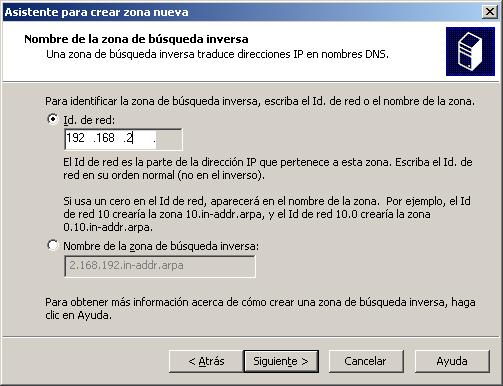 Asistente para crear zona nueva
Nombre de la zona de búsqueda inversa
Una zona de búsqueda inversa traduce direcciones IP en nombres DNS.
Para identificar la zona de búsqueda inversa, escriba el Id. de red o el nombre de la zona.
Id. de red:
192 .168 .2 .
El Id de red es la parte de la dirección IP que pertenece a esta zona. Escriba el Id. de
red en su orden normal (no en el inverso).
Si usa un cero en el Id de red, aparecerá en el nombre de la zona. Por ejemplo, el Id
de red 10 crearía la zona 10.in-addr.arpa, y el Id de red 10.0 crearía la zona
0.10.in-addr.arpa.
Nombre de la zona de búsqueda inversa:
2.168.192.in-addr.arpa
Para obtener más información acerca de cómo crear una zona de búsqueda inversa, haga
clic en Ayuda.
< Atrás Siguiente > Cancelar Ayuda